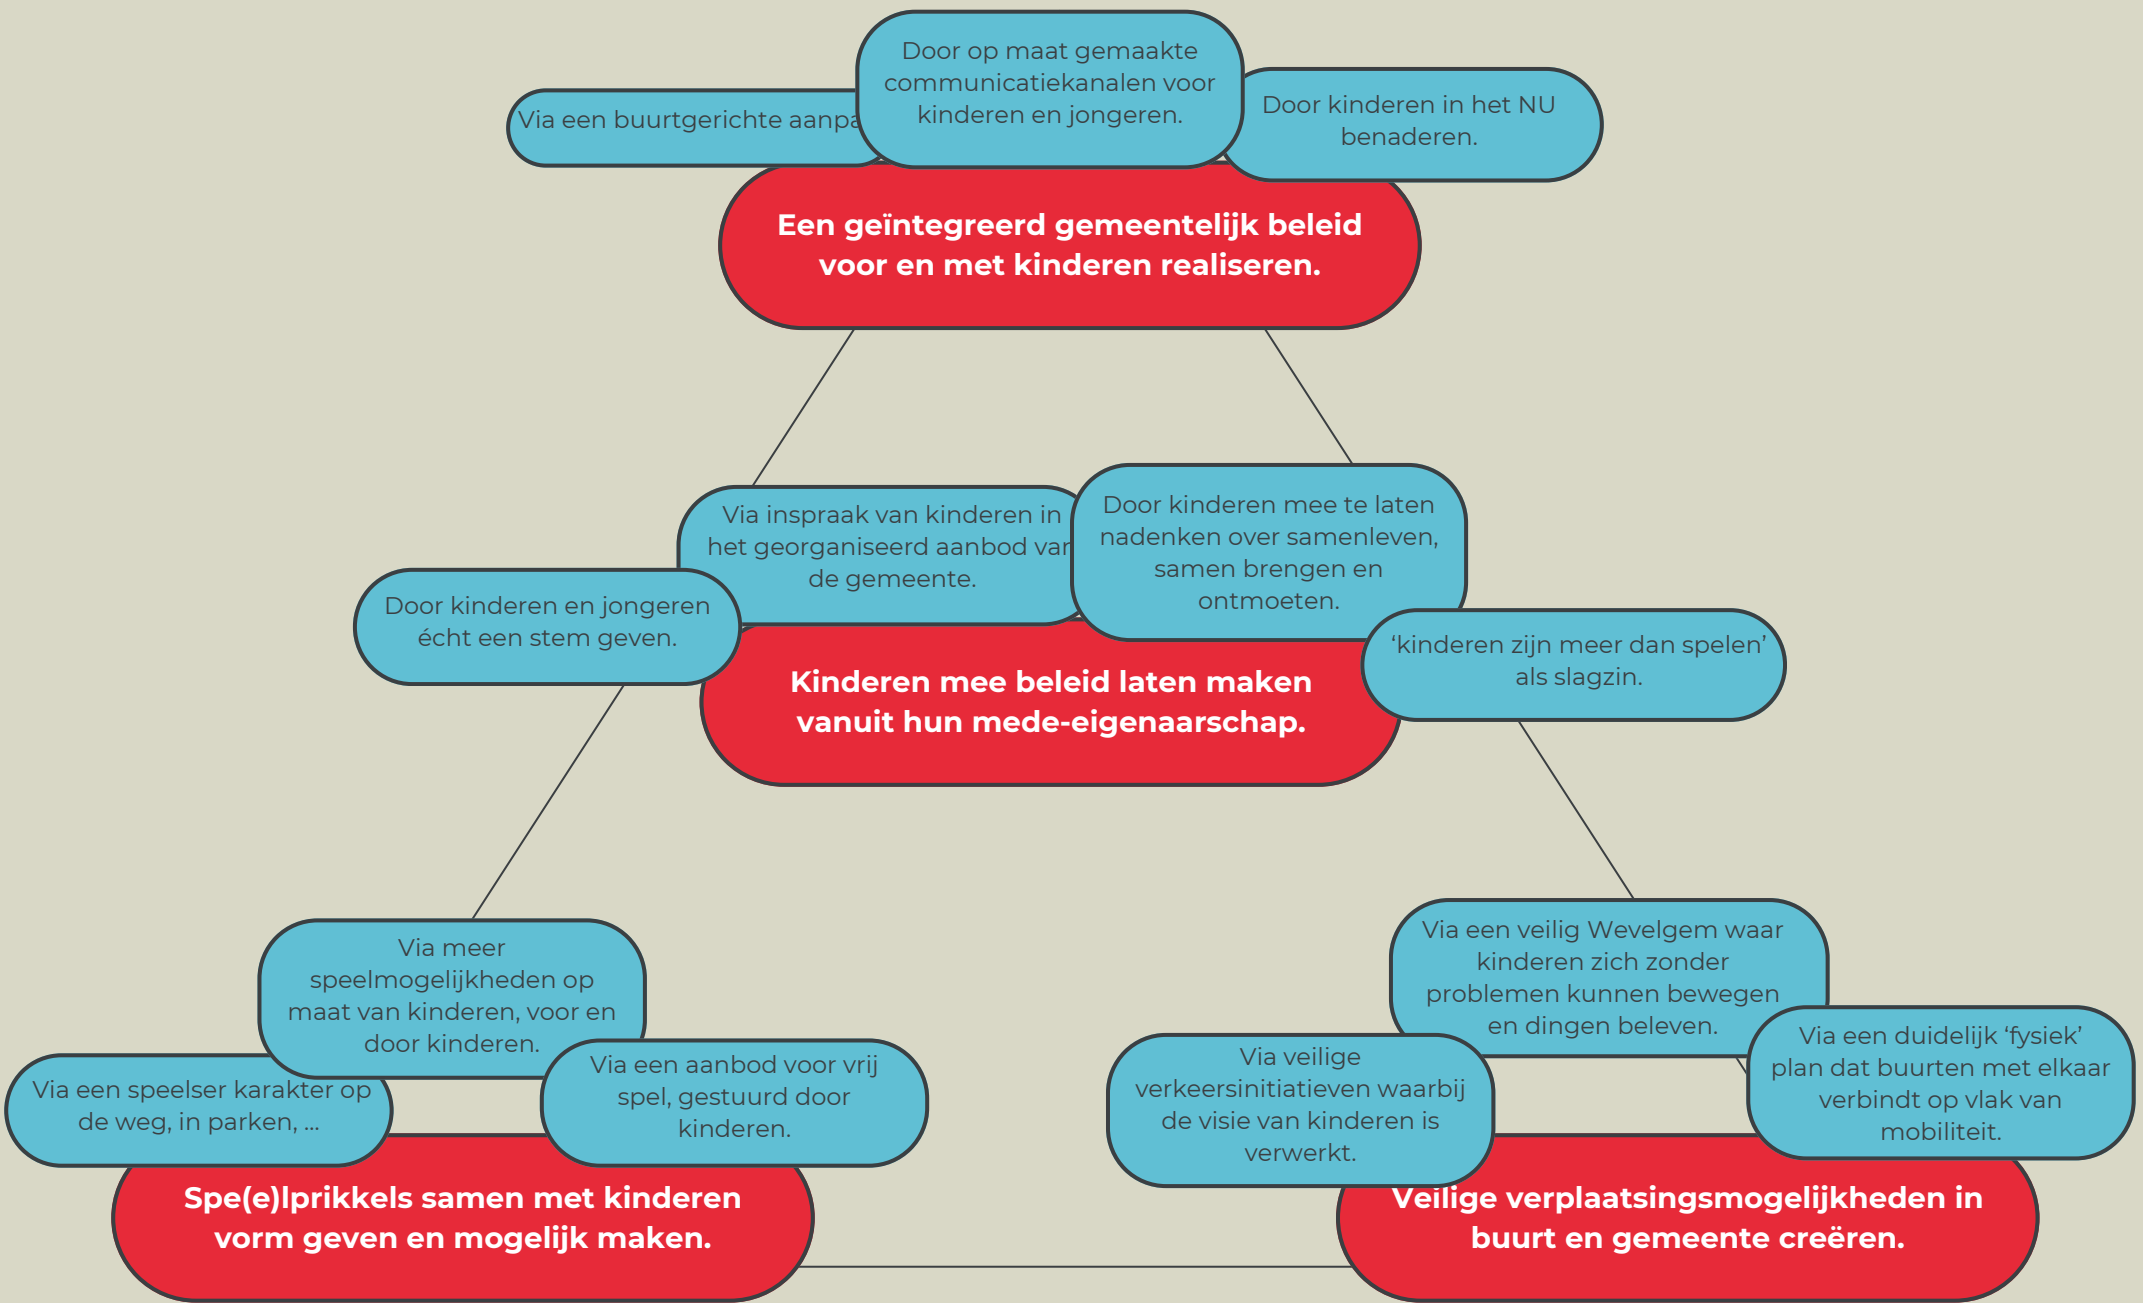 Via een buurtgerichte
Door op maat gemaakte
communicatiekanalen voor
kinderen en jongeren.
Door kinderen in het NU
benaderen.
Een geïntegreerd gemeentelijk beleid
voor en met kinderen realiseren.
Door kinderen en jongeren
écht een stem geven.
Via inspraak van kinderen in
het georganiseerd aanbod van
de gemeente.
Door kinderen mee te laten
nadenken over samenleven,
samen brengen en
ontmoeten.
‘kinderen zijn meer dan spelen’
als slagzin.
Kinderen mee beleid laten maken
vanuit hun mede-eigenaarschap.
Via een speelser karakter op
de weg, in parken, ...
Via meer
speelmogelijkheden op
maat van kinderen, voor en
door kinderen.
Via een aanbod voor vrij
spel, gestuurd door
kinderen.
Spe(e)lprikkels samen met kinderen
vorm geven en mogelijk maken.
Via veilige
verkeersinitiatieven waarbij
de visie van kinderen is
verwerkt.
Via een veilig Wevelgem waar
kinderen zich zonder
problemen kunnen bewegen
en dingen beleven.
Via een duidelijk ‘fysiek’
plan dat buurten met elkaar
verbindt op vlak van
mobiliteit.
Veilige verplaatsingsmogelijkheden in
buurt en gemeente creëren.